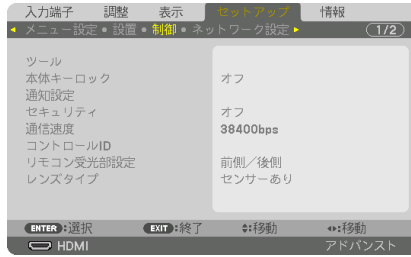 入力端子 調整 表示 セットアップ 情報
メニュー設定 • 設置 • 制御 • ネットワーク設定 1/2
ツール
本体キーロック オフ
通知設定
セキュリティ オフ
通信速度 38400bps
コントロールID
リモコン受光部設定 前側／後側
レンズタイプ センサーあり
ENTER:選択 EXIT:終了 :移動 :移動
HDMI アドバンスト